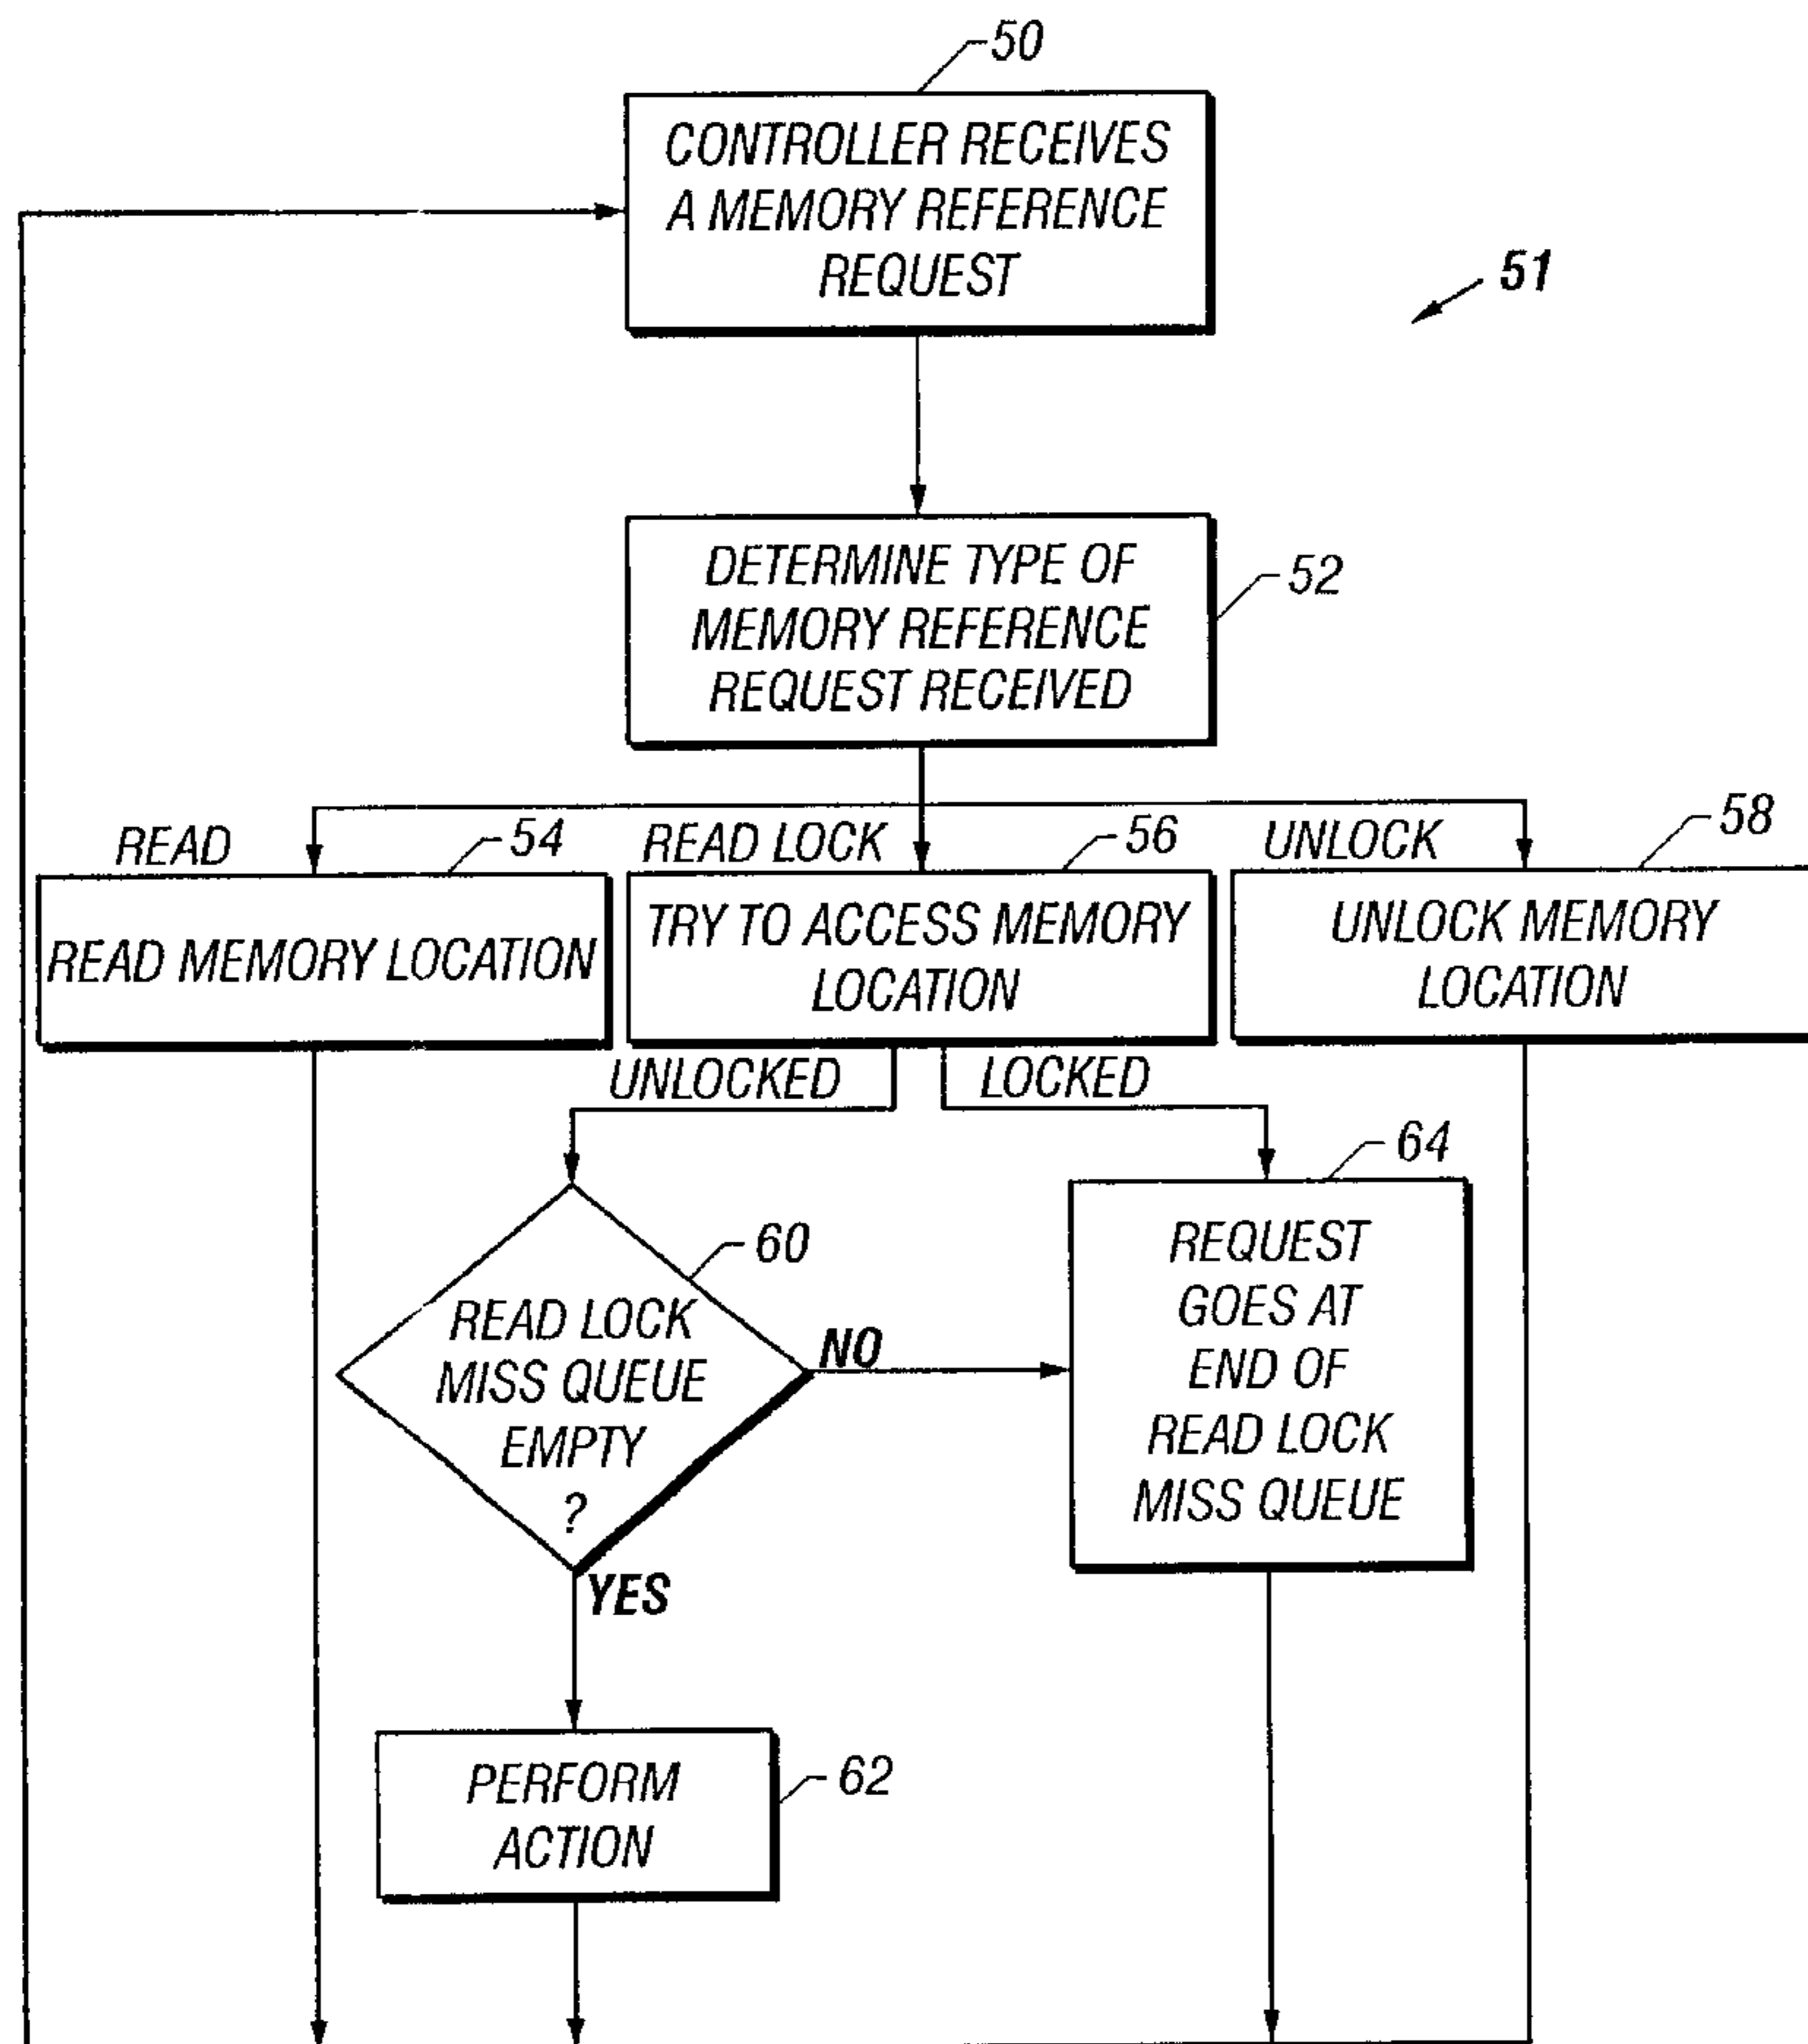 50
CONTROLLER RECEIVES
A MEMORY REFERENCE
REQUEST
51
DETERMINE TYPE OF
MEMORY REFERENCE
REQUEST RECEIVED
52
READ
54
READ LOCK
56
UNLOCK
58
READ MEMORY LOCATION
TRY TO ACCESS MEMORY
LOCATION
UNLOCK MEMORY
LOCATION
UNLOCKED
LOCKED
60
READ LOCK
MISS QUEUE
EMPTY
?
NO
YES
64
REQUEST
GOES AT
END OF
READ LOCK
MISS QUEUE
PERFORM
ACTION
62